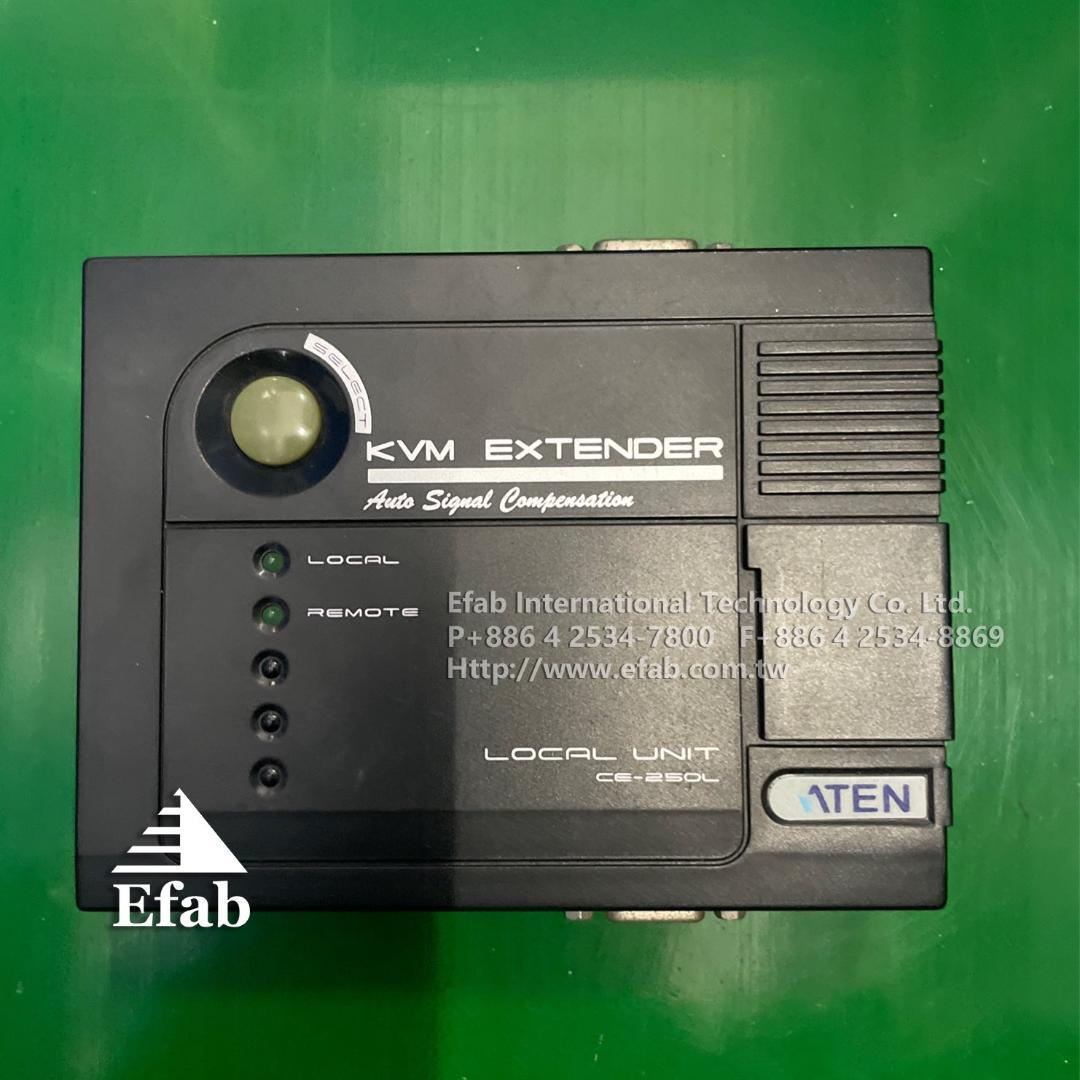 SELECT
KVM EXTENDER
Auto Signal Compensation
LOCAL
REMOTE
Efab International Technology Co. Ltd.
P+886 4 2534-7800 F+886 4 2534-8869
Http://www.efab.com.tw
LOCAL UNIT
CE-250L
ATEN
Efab